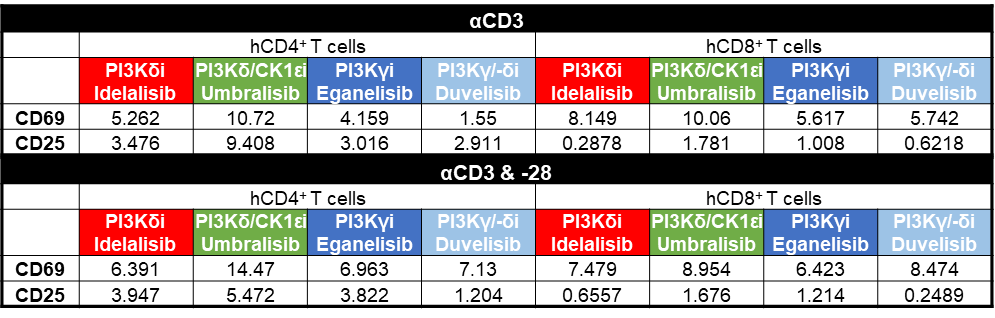 αCD3
hCD4+ T cells hCD8+ T cells
PI3Kδi PI3Kδ/CK1εi PI3Kγi PI3Kγ/-δi PI3Kδi PI3Kδ/CK1εi PI3Kγi PI3Kγ/-δi
Idelalisib Umbralisib Eganelisib Duvelisib Idelalisib Umbralisib Eganelisib Duvelisib
CD69 5.262 10.72 4.159 1.55 8.149 10.06 5.617 5.742
CD25 3.476 9.408 3.016 2.911 0.2878 1.781 1.008 0.6218
αCD3 & -28
hCD4+ T cells hCD8+ T cells
PI3Kδi PI3Kδ/CK1εi PI3Kγi PI3Kγ/-δi PI3Kδi PI3Kδ/CK1εi PI3Kγi PI3Kγ/-δi
Idelalisib Umbralisib Eganelisib Duvelisib Idelalisib Umbralisib Eganelisib Duvelisib
CD69 6.391 14.47 6.963 7.13 7.479 8.954 6.423 8.474
CD25 3.947 5.472 3.822 1.204 0.6557 1.676 1.214 0.2489